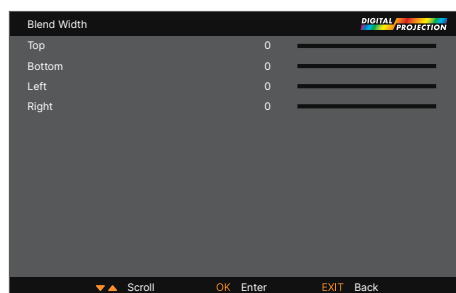 Blend Width DIGITAL PROJECTION
Top 0
Bottom 0
Left 0
Right 0
Scroll OK Enter EXIT Back